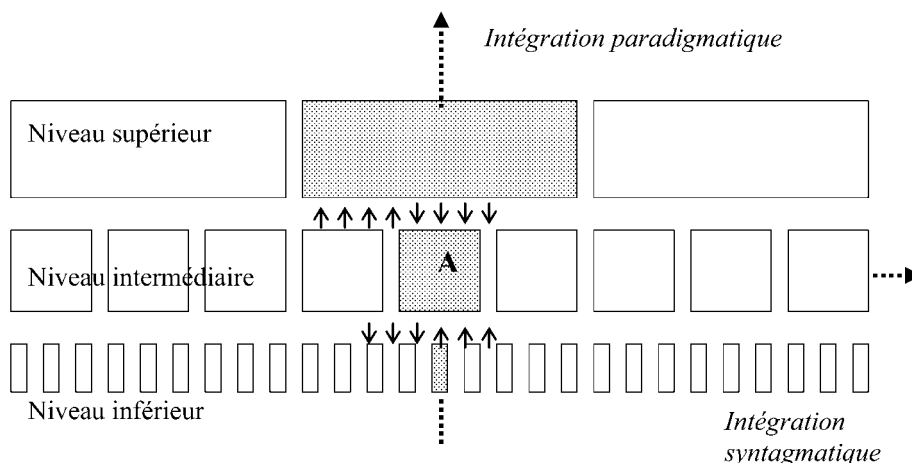 Intégration paradigmatique
Niveau supérieur
A
Niveau intermédiaire
Niveau inférieur
Intégration
syntagmatique